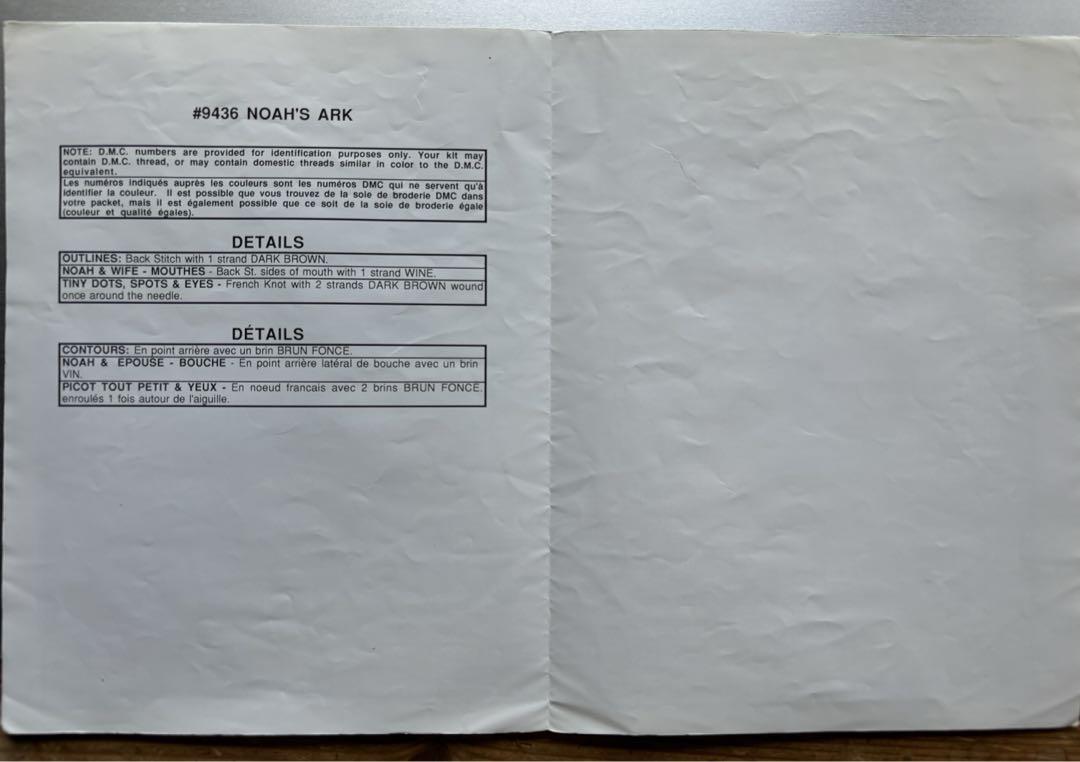 #9436 NOAH'S ARK
NOTE: D.M.C. numbers are provided for identification purposes only. Your kit may
contain D.M.C. thread, or may contain domestic threads similar in color to the D.M.C.
equivalent.
Les numéros indiqués auprès les couleurs sont les numéros DMC qui ne servent qu'à
identifier la couleur. Il est possible que vous trouvez de la soie de broderie DMC dans
votre packet, mais il est également possible que ce soit de la soie de broderie égale
(couleur et qualité égales).
DETAILS
OUTLINES: Back Stitch with 1 strand DARK BROWN.
NOAH & WIFE - MOUTHES - Back St. sides of mouth with 1 strand WINE.
TINY DOTS, SPOTS & EYES - French Knot with 2 strands DARK BROWN wound
once around the needle.
DÉTAILS
CONTOURS: En point arrière avec un brin BRUN FONCE.
NOAH & EPOUSE - BOUCHE - En point arrière latéral de bouche avec un brin
VIN.
PICOT TOUT PETIT & YEUX - En noeud francais avec 2 brins BRUN FONCE.
enroulés 1 fois autour de l'aiguille.